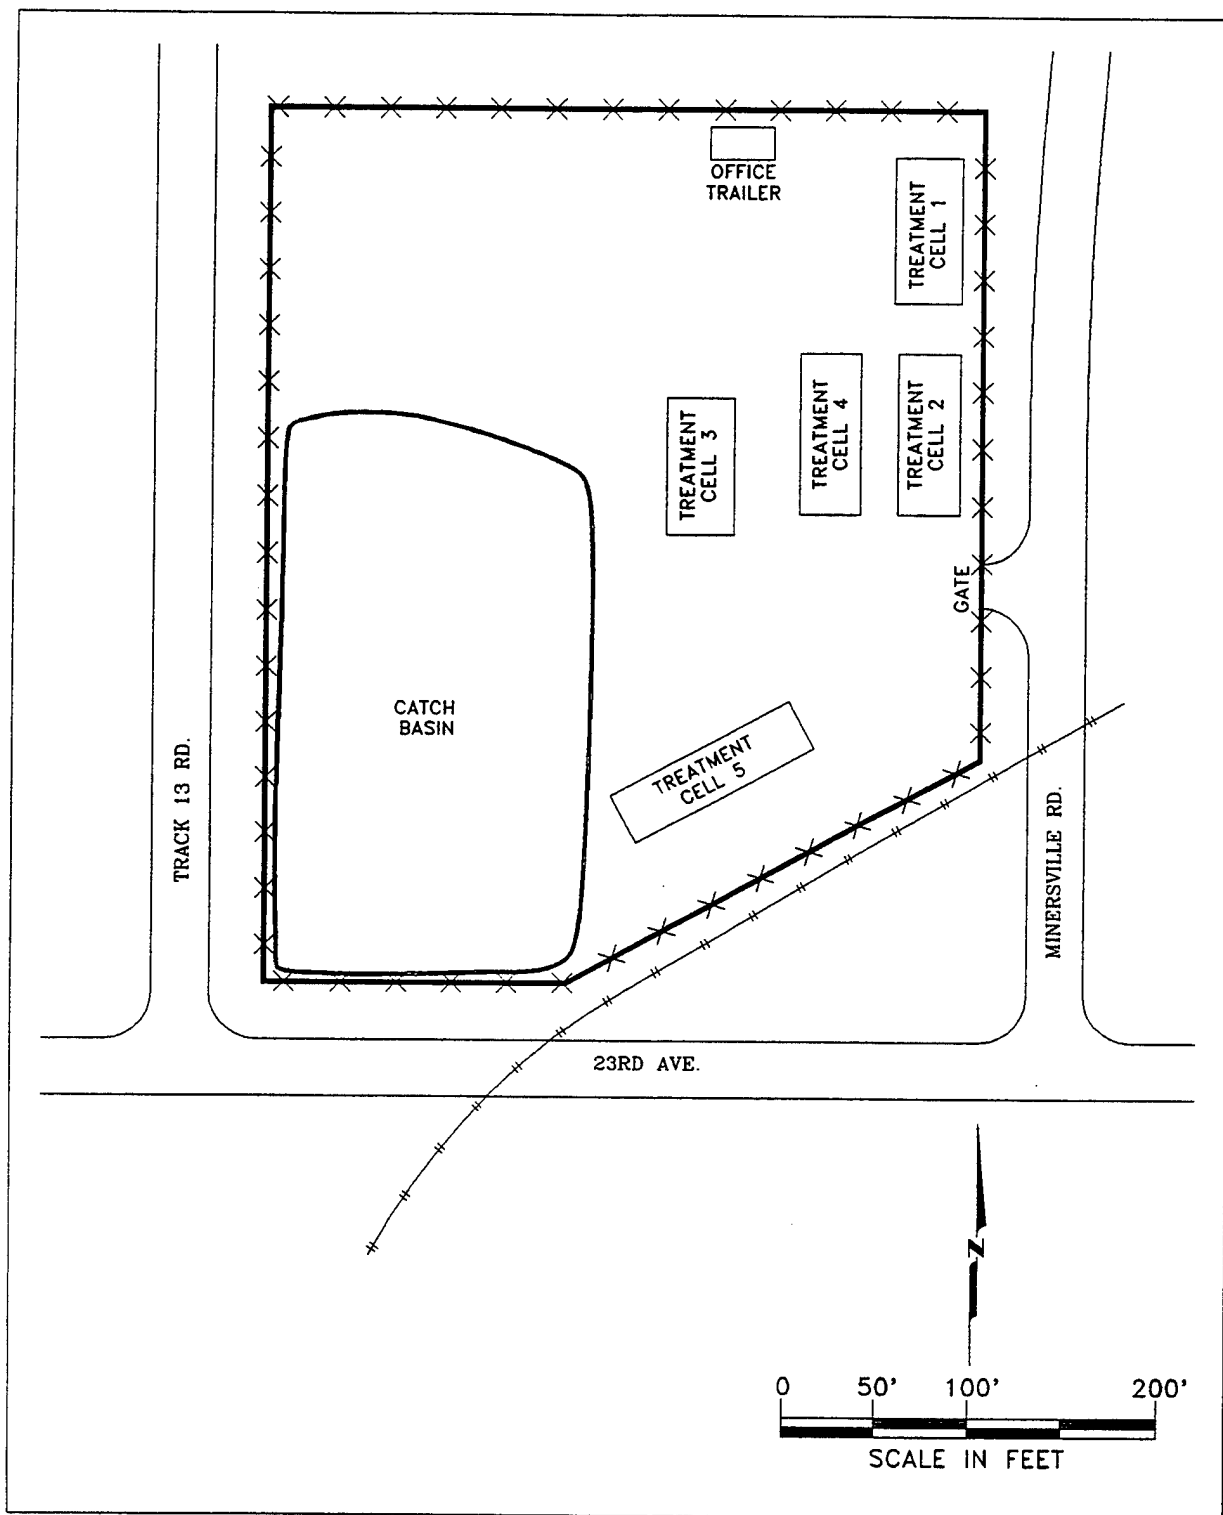 OFFICE
TRAILER
TREATMENT
CELL 1
TREATMENT
CELL 2
TREATMENT
CELL 4
TREATMENT
CELL 3
GATE
CATCH
BASIN
TREATMENT
CELL 5
TRACK 13 RD.
MINERSVILLE RD.
23RD AVE.
N
0 50' 100' 200'
SCALE IN FEET